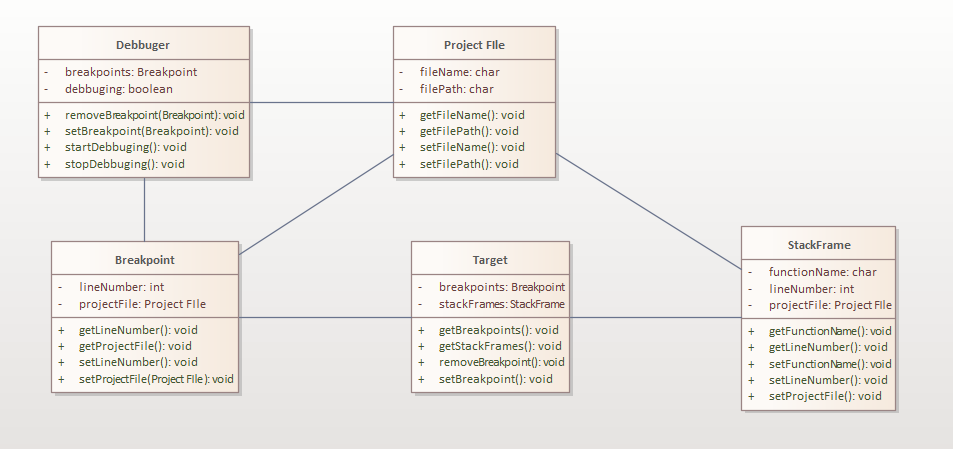 Debbuger
- breakpoints: Breakpoint
- debbuging: boolean
+ removeBreakpoint(Breakpoint): void
+ setBreakpoint(Breakpoint): void
+ startDebbuging(): void
+ stopDebbuging(): void
Project FIle
- fileName: char
- filePath: char
+ getFileName(): void
+ getFilePath(): void
+ setFileName(): void
+ setFilePath(): void
Breakpoint
- lineNumber: int
- projectFile: Project FIle
+ getLineNumber(): void
+ getProjectFile(): void
+ setLineNumber(): void
+ setProjectFile(Project FIle): void
Target
- breakpoints: Breakpoint
- stackFrames: StackFrame
+ getBreakpoints(): void
+ getStackFrames(): void
+ removeBreakpoint(): void
+ setBreakpoint(): void
StackFrame
- functionName: char
- lineNumber: int
- projectFile: Project FIle
+ getFunctionName(): void
+ getLineNumber(): void
+ setFunctionName(): void
+ setLineNumber(): void
+ setProjectFile(): void